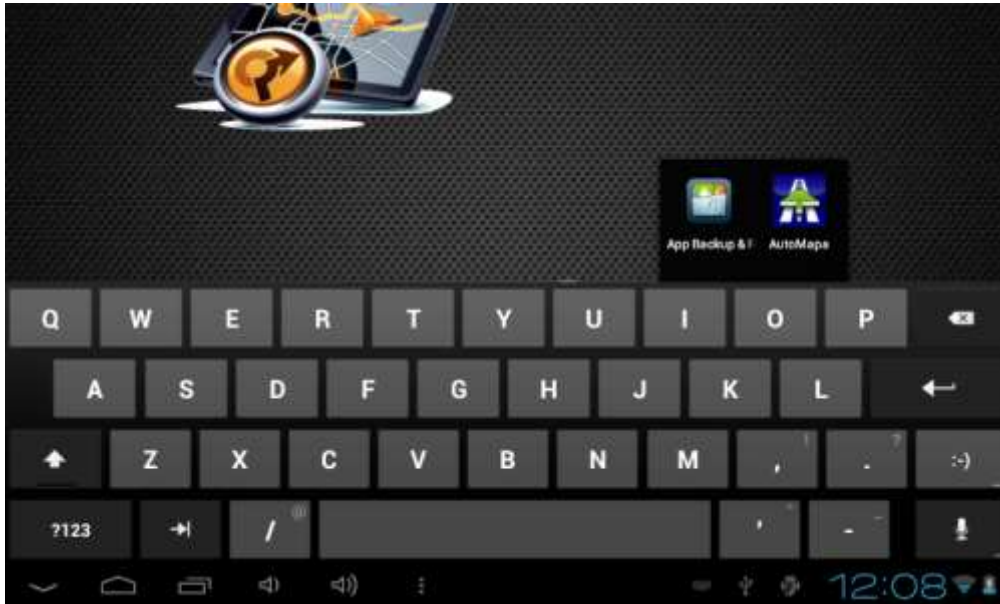 App Backup & F AutoMapa
Q W E R T Y U I O P
A S D F G H J K L
! ?
Z X C V B N M , . :-)
@ " _
?123 / ' -
12:08